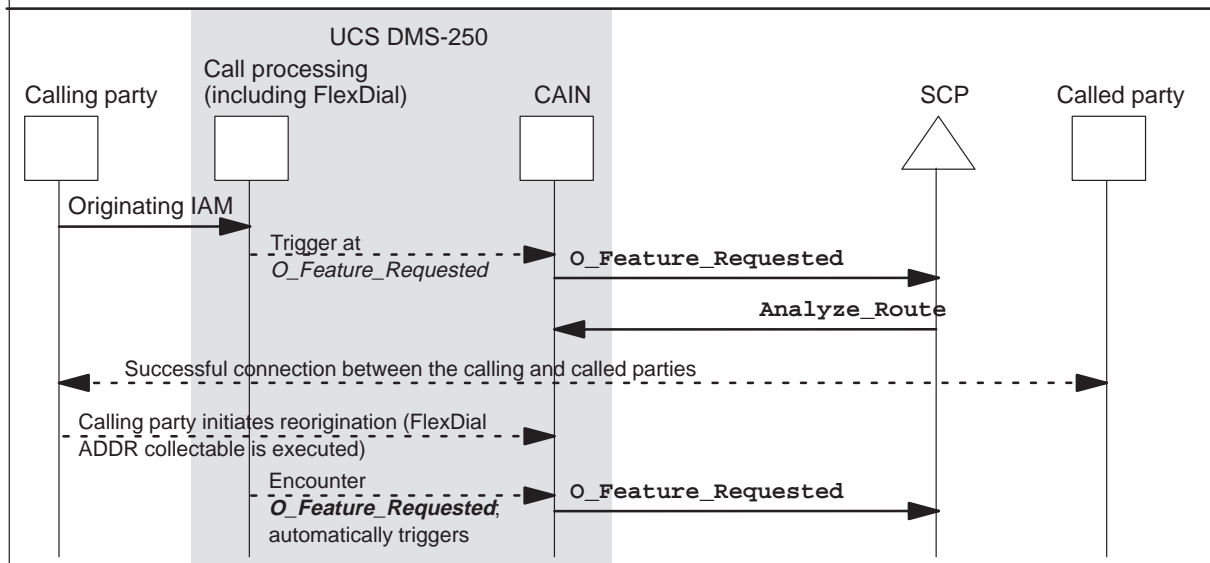 UCS DMS-250
Calling party
Call processing
(including FlexDial)
CAIN
SCP
Called party
Originating IAM
Trigger at
O_Feature_Requested
O_Feature_Requested
Analyze_Route
Successful connection between the calling and called parties
Calling party initiates reorigination (FlexDial
ADDR collectable is executed)
Encounter
O_Feature_Requested;
automatically triggers
O_Feature_Requested